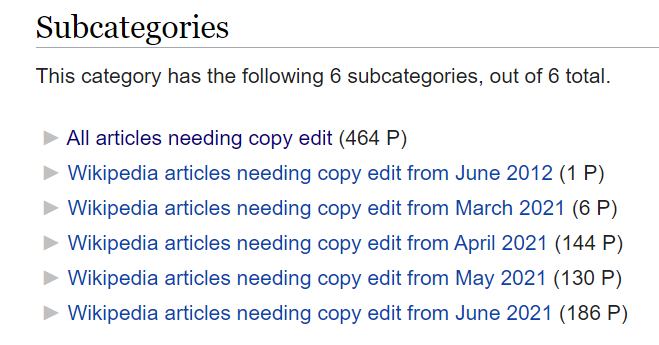 Subcategories
This category has the following 6 subcategories, out of 6 total.
► All articles needing copy edit (464 P)
► Wikipedia articles needing copy edit from June 2012 (1 P)
► Wikipedia articles needing copy edit from March 2021 (6 P)
► Wikipedia articles needing copy edit from April 2021 (144 P)
► Wikipedia articles needing copy edit from May 2021 (130 P)
► Wikipedia articles needing copy edit from June 2021 (186 P)